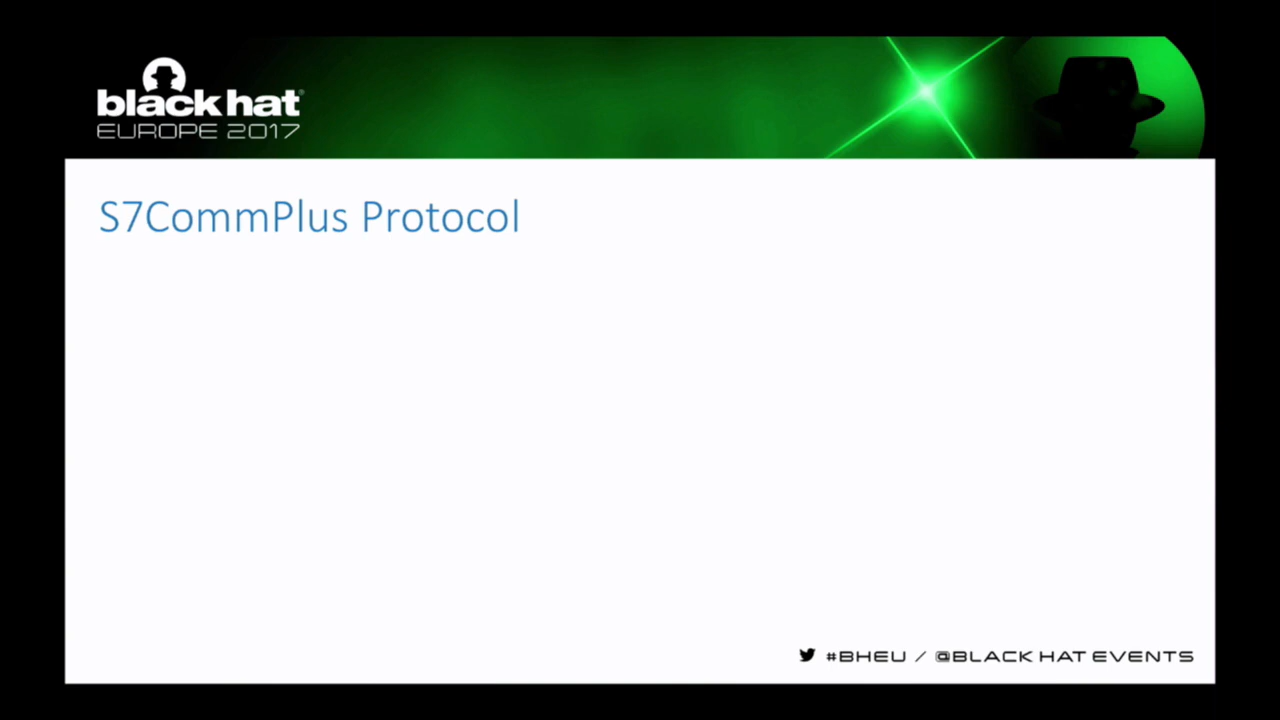 black hat
EUROPE 2017
S7CommPlus Protocol
#BHEU / @BLACK HAT EVENTS